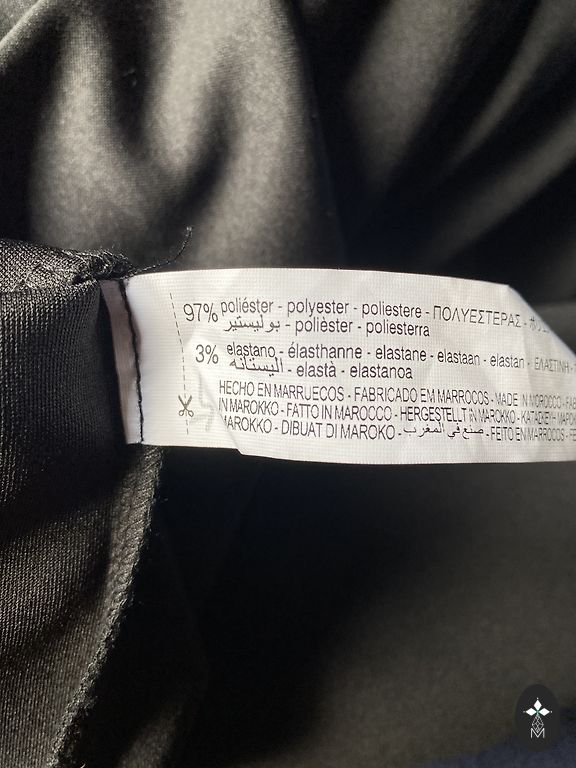 97% poliéster - polyester - poliestere - ΠΟΛΥΕΣΤΕΡΑΣ -
بوليستير - polièster - poliesterra
3% elastano - élasthanne - elastane - elastaan - elastan - ΕΛΑΣΤΙΝΗ -
اليستانه - elastà - elastanoa
HECHO EN MARRUECOS - FABRICADO EM MARROCOS - MADE IN MOROCCO -
IN MAROKKO - FATTO IN MAROCCO - HERGESTELLT IN MAROKKO -
MAROKKO - DIBUAT DI MAROKO - صنع في المغرب - FEITO EN MARROCOS -
M